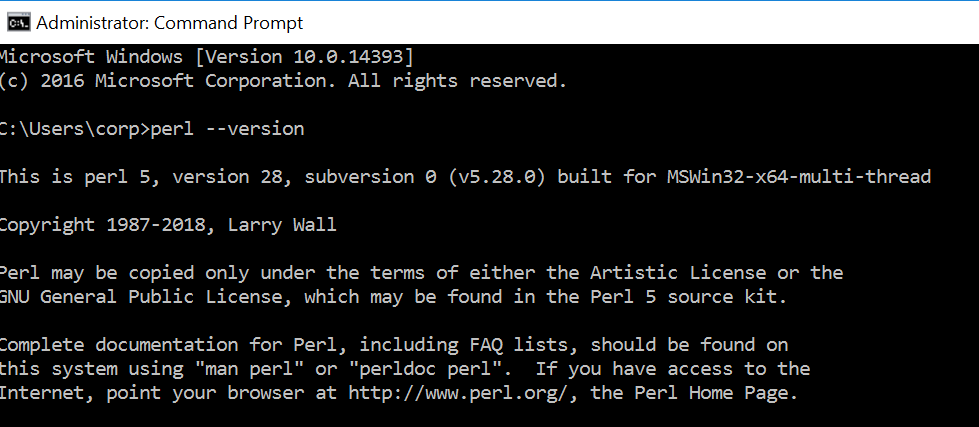 Administrator: Command Prompt
Microsoft Windows [Version 10.0.14393]
(c) 2016 Microsoft Corporation. All rights reserved.
C:\Users\corp>perl --version
This is perl 5, version 28, subversion 0 (v5.28.0) built for MSWin32-x64-multi-thread
Copyright 1987-2018, Larry Wall
Perl may be copied only under the terms of either the Artistic License or the
GNU General Public License, which may be found in the Perl 5 source kit.
Complete documentation for Perl, including FAQ lists, should be found on
this system using "man perl" or "perldoc perl".  If you have access to the
Internet, point your browser at http://www.perl.org/, the Perl Home Page.